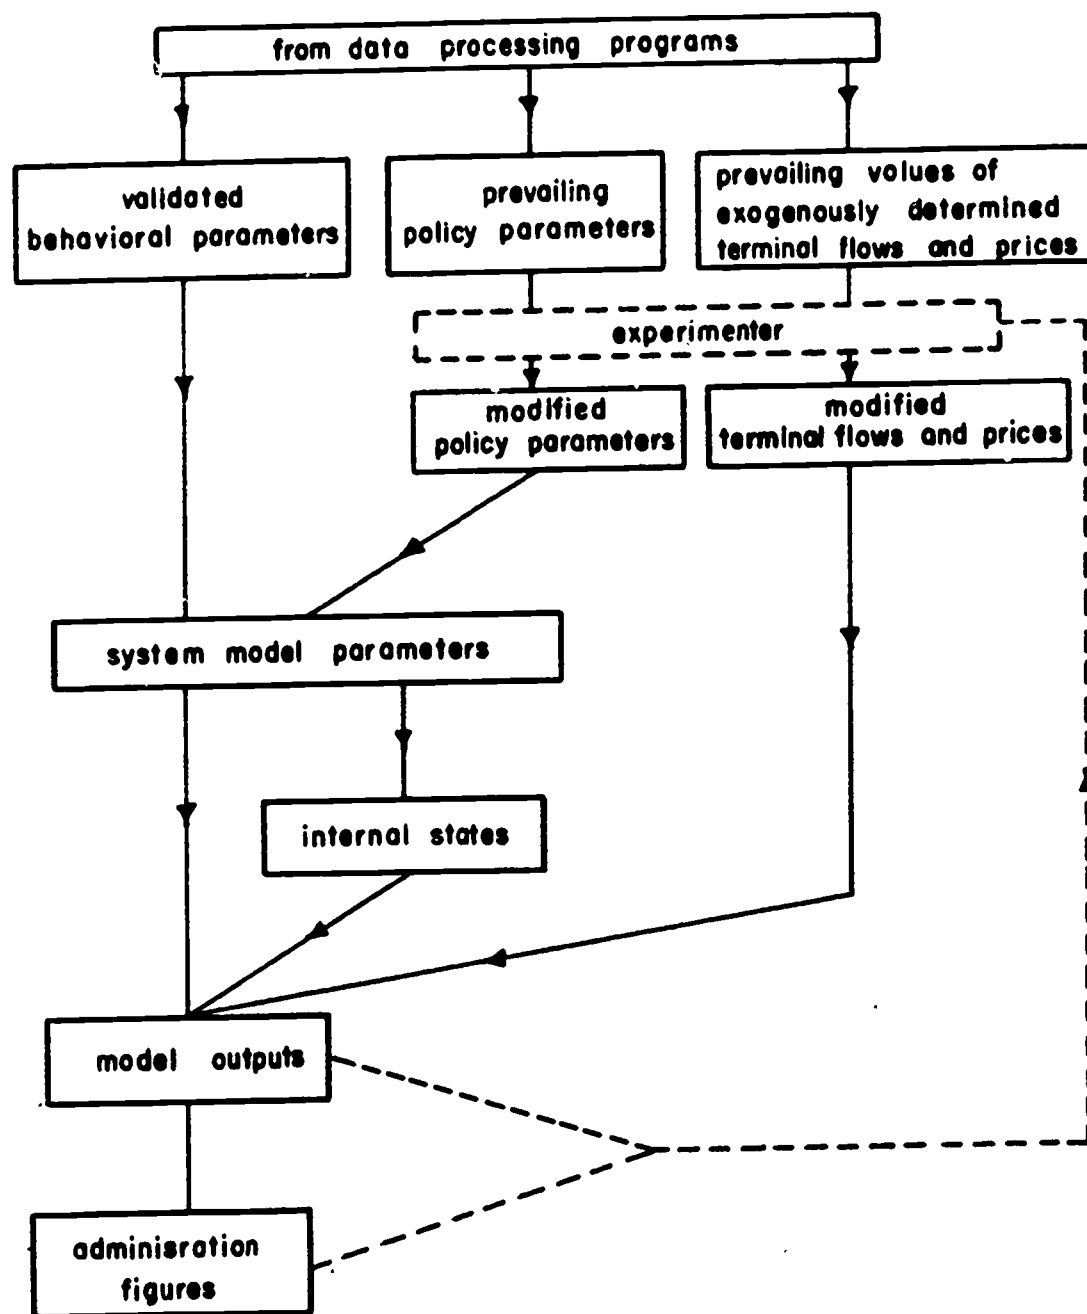 from data processing programs
validated
behavioral parameters
prevailing
policy parameters
prevailing values of
exogenously determined
terminal flows and prices
experimenter
modified
policy parameters
modified
terminal flows and prices
system model parameters
internal states
model outputs
adminisration
figures